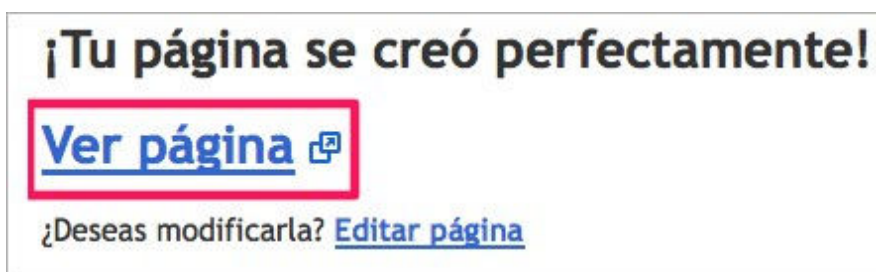 ¡Tu página se creó perfectamente!
Ver página
¿Deseas modificarla? Editar página